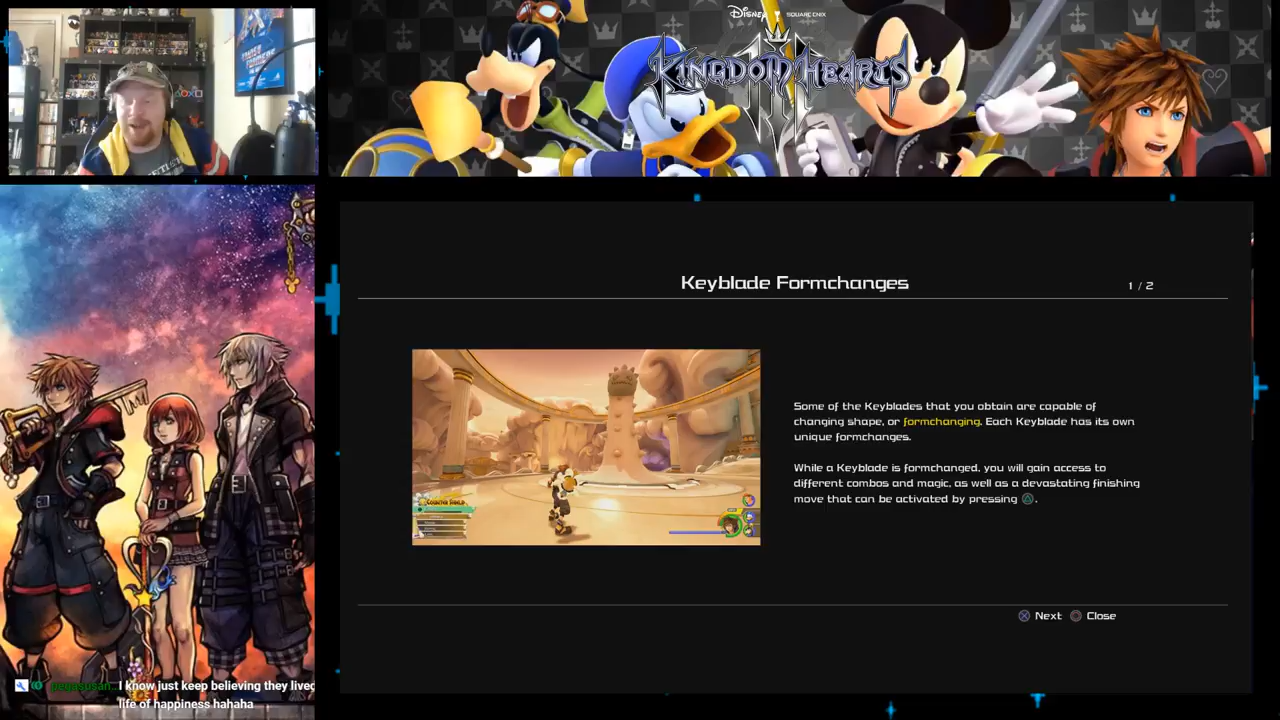 Disney SQUARE ENIX
KINGDOM HEARTS III
Keyblade Formchanges
1 / 2
Some of the Keyblades that you obtain are capable of
changing shape, or formchanging. Each Keyblade has its own
unique formchanges.
While a Keyblade is formchanged, you will gain access to
different combos and magic, as well as a devastating finishing
move that can be activated by pressing △.
Counter Shield
Next Close
pegasusan.. I know just keep believing they lived
life of happiness hahaha